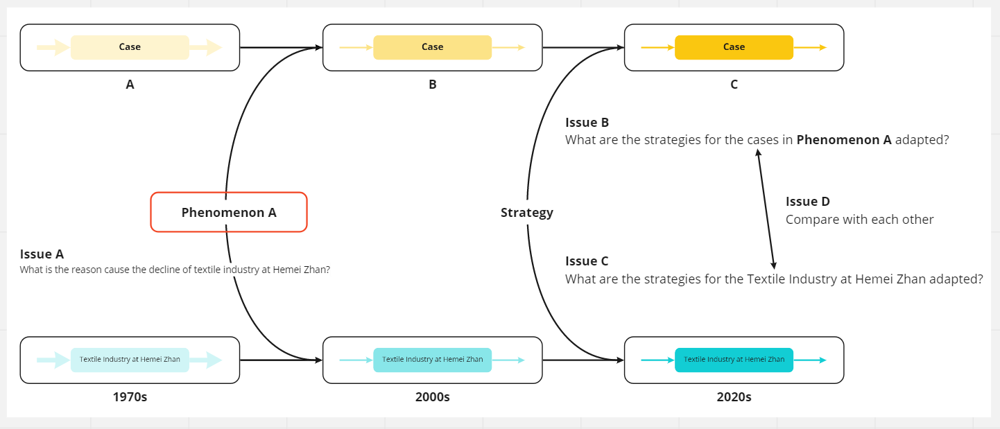 Case
Case
Case
A
B
C
Issue B
What are the strategies for the cases in Phenomenon A adapted?
Issue D
Compare with each other
Phenomenon A
Strategy
Issue A
What is the reason cause the decline of textile industry at Hemei Zhan?
Issue C
What are the strategies for the Textile Industry at Hemei Zhan adapted?
Textile Industry at Hemei Zhan
Textile Industry at Hemei Zhan
Textile Industry at Hemei Zhan
1970s
2000s
2020s